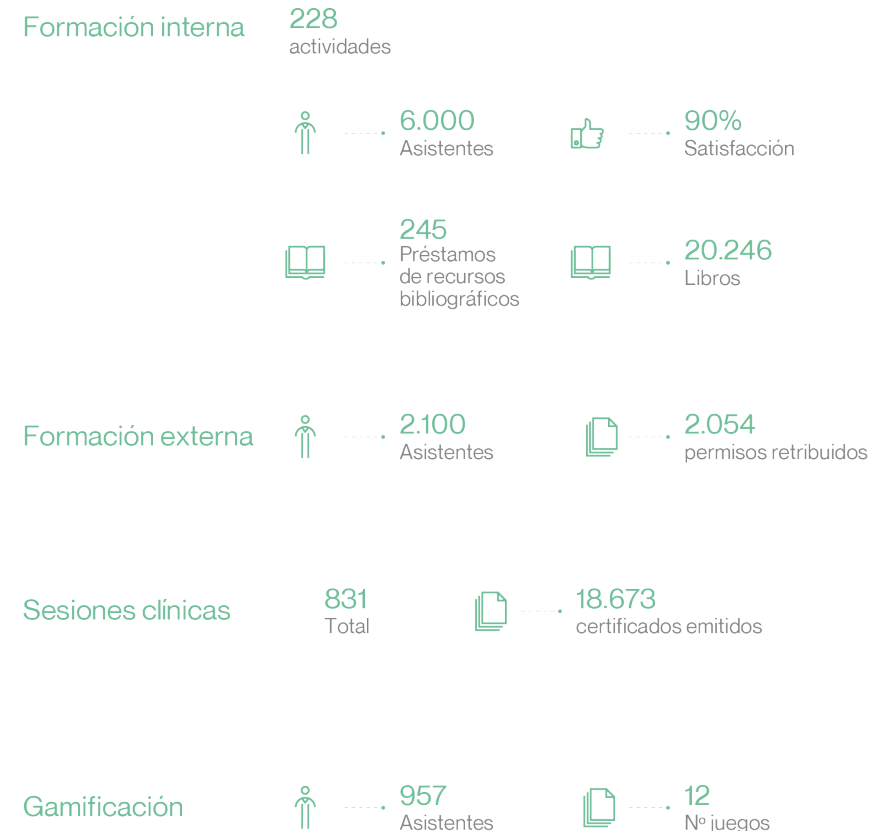 Formación interna
228
actividades
6.000
Asistentes
90%
Satisfacción
245
Préstamos
de recursos
bibliográficos
20.246
Libros
Formación externa
2.100
Asistentes
2.054
permisos retribuidos
Sesiones clínicas
831
Total
18.673
certificados emitidos
Gamificación
957
Asistentes
12
Nº juegos